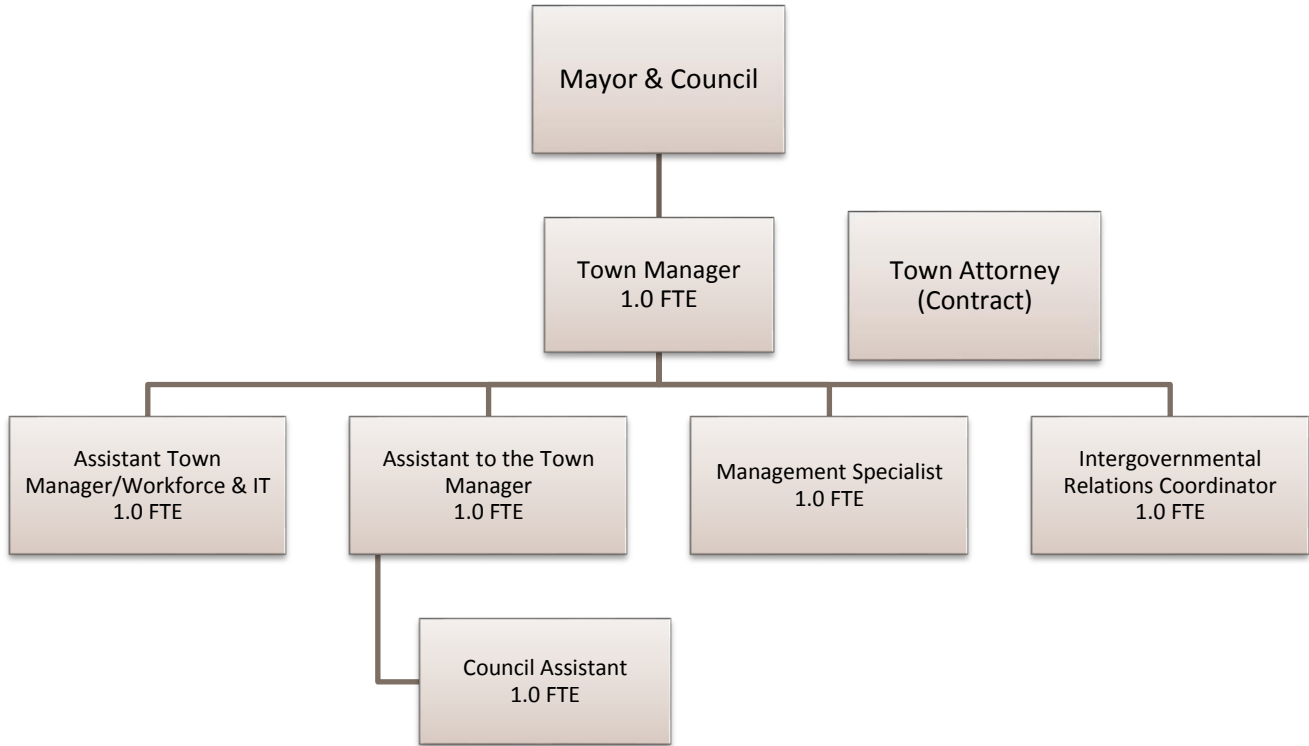 Mayor & Council
Town Manager
1.0 FTE
Town Attorney
(Contract)
Assistant Town
Manager/Workforce & IT
1.0 FTE
Assistant to the Town
Manager
1.0 FTE
Management Specialist
1.0 FTE
Intergovernmental
Relations Coordinator
1.0 FTE
Council Assistant
1.0 FTE